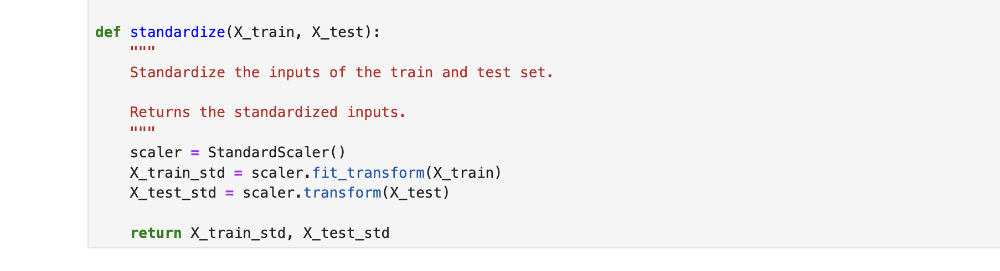 def standardize(X_train, X_test):
    """
    Standardize the inputs of the train and test set.

    Returns the standardized inputs.
    """
    scaler = StandardScaler()
    X_train_std = scaler.fit_transform(X_train)
    X_test_std = scaler.transform(X_test)

    return X_train_std, X_test_std